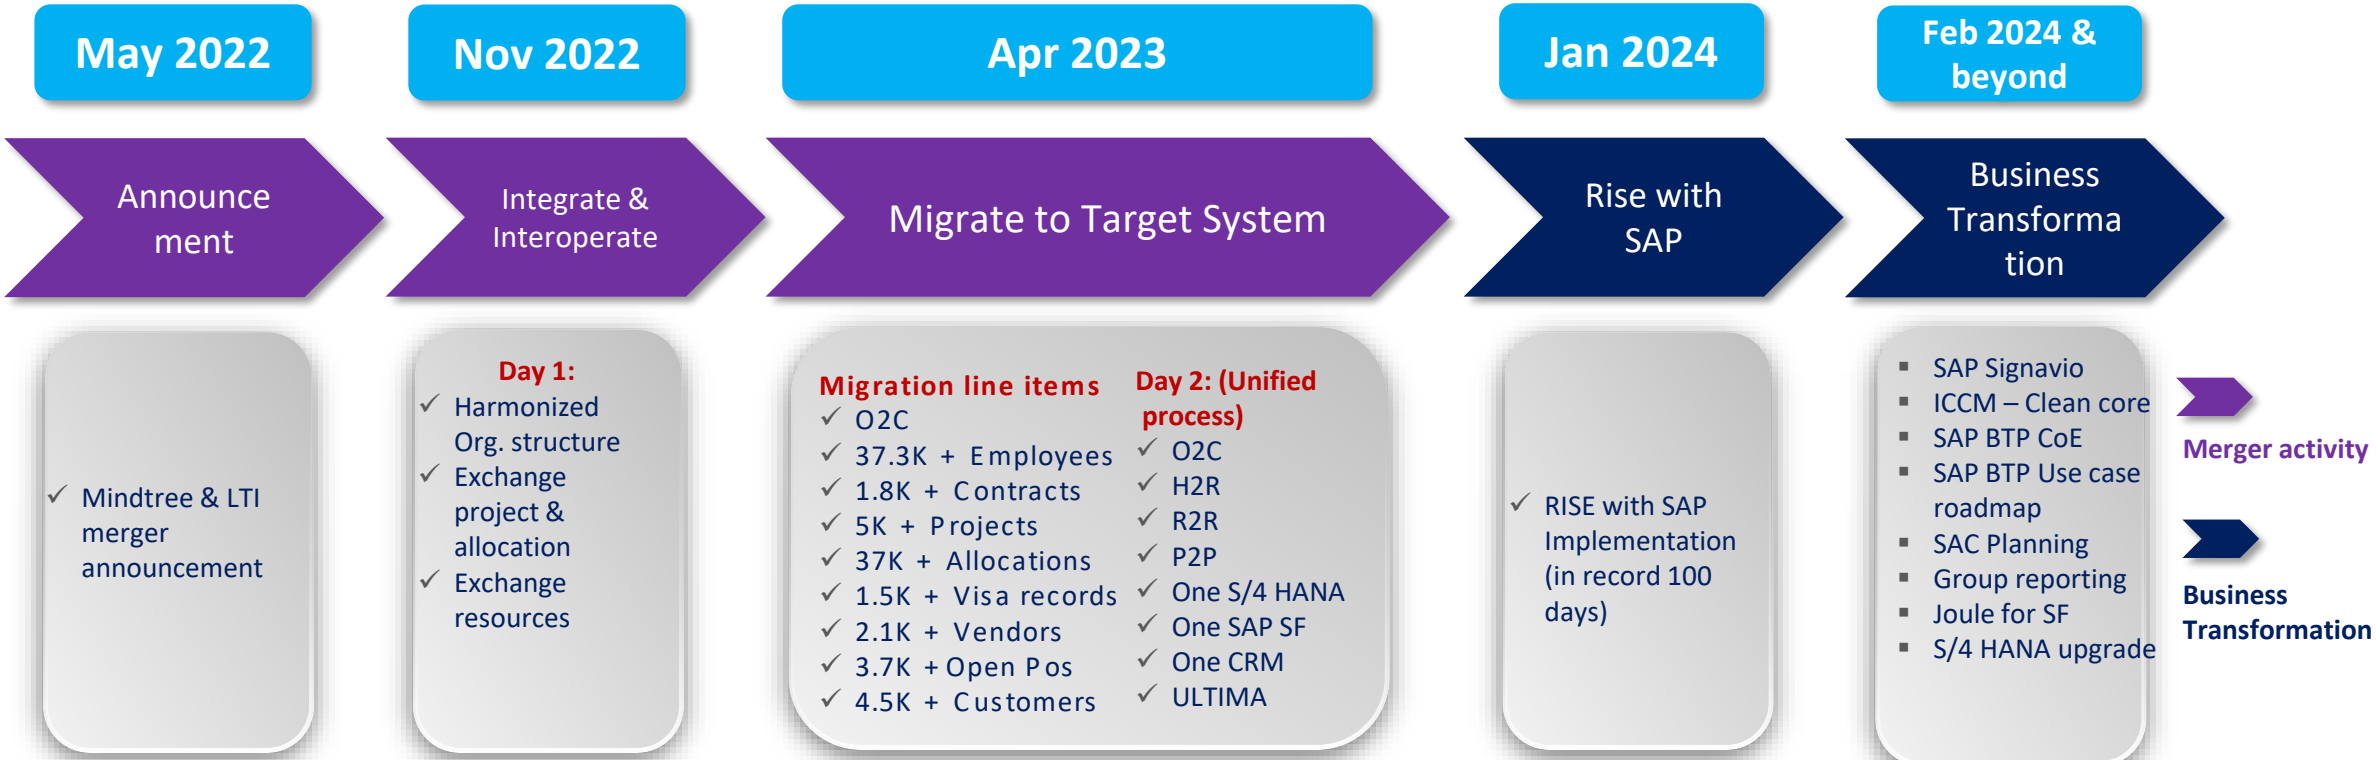 May 2022
Nov 2022
Apr 2023
Jan 2024
Feb 2024 &
beyond
Announce
ment
Integrate &
Interoperate
Migrate to Target System
Rise with
SAP
Business
Transforma
tion
✓ Mindtree & LTI
merger
announcement
Day 1:
✓ Harmonized
Org. structure
✓ Exchange
project &
allocation
✓ Exchange
resources
Migration line items
✓ O2C
✓ 37.3K + Employees
✓ 1.8K + Contracts
✓ 5K + Projects
✓ 37K + Allocations
✓ 1.5K + Visa records
✓ 2.1K + Vendors
✓ 3.7K + Open Pos
✓ 4.5K + Customers
Day 2: (Unified
process)
✓ O2C
✓ H2R
✓ R2R
✓ P2P
✓ One S/4 HANA
✓ One SAP SF
✓ One CRM
✓ ULTIMA
✓ RISE with SAP
Implementation
(in record 100
days)
▪ SAP Signavio
▪ ICCM – Clean core
▪ SAP BTP CoE
▪ SAP BTP Use case
roadmap
▪ SAC Planning
▪ Group reporting
▪ Joule for SF
▪ S/4 HANA upgrade
Merger activity
Business
Transformation